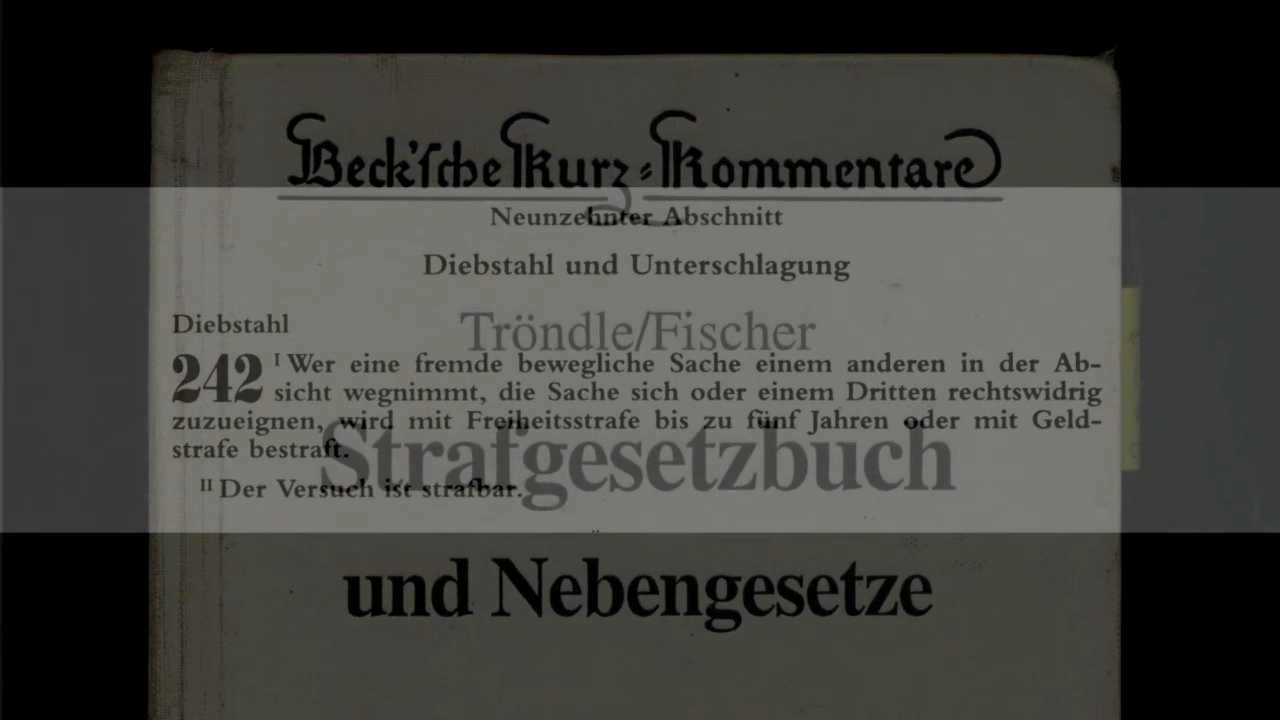 Beck'sche Kurz-Kommentare
Neunzehnter Abschnitt
Diebstahl und Unterschlagung
Tröndle/Fischer
Diebstahl
242 I Wer eine fremde bewegliche Sache einem anderen in der Ab-
sicht wegnimmt, die Sache sich oder einem Dritten rechtswidrig
zuzueignen, wird mit Freiheitsstrafe bis zu fünf Jahren oder mit Geld-
strafe bestraft.
Strafgesetzbuch
II Der Versuch ist strafbar.
und Nebengesetze